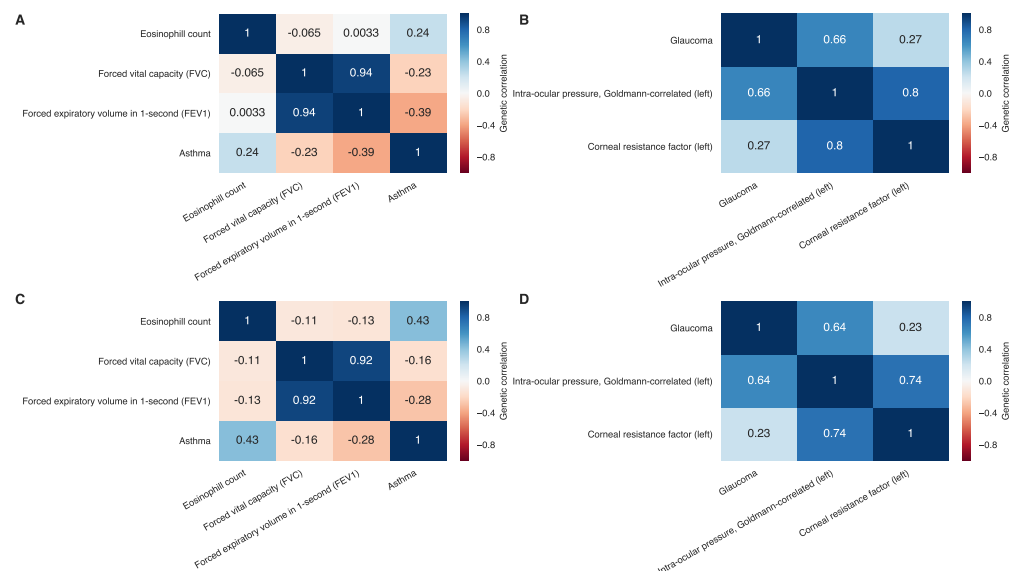 A
Eosinophill count 1 -0.065 0.0033 0.24
Forced vital capacity (FVC) -0.065 1 0.94 -0.23
Forced expiratory volume in 1-second (FEV1) 0.0033 0.94 1 -0.39
Asthma 0.24 -0.23 -0.39 1
Eosinophill count
Forced vital capacity (FVC)
Forced expiratory volume in 1-second (FEV1)
Asthma
0.8
0.4
0.0
−0.4
−0.8
Genetic correlation
B
Glaucoma 1 0.66 0.27
Intra-ocular pressure, Goldmann-correlated (left) 0.66 1 0.8
Corneal resistance factor (left) 0.27 0.8 1
Glaucoma
Intra-ocular pressure, Goldmann-correlated (left)
Corneal resistance factor (left)
0.8
0.4
0.0
−0.4
−0.8
Genetic correlation
C
Eosinophill count 1 -0.11 -0.13 0.43
Forced vital capacity (FVC) -0.11 1 0.92 -0.16
Forced expiratory volume in 1-second (FEV1) -0.13 0.92 1 -0.28
Asthma 0.43 -0.16 -0.28 1
Eosinophill count
Forced vital capacity (FVC)
Forced expiratory volume in 1-second (FEV1)
Asthma
0.8
0.4
0.0
−0.4
−0.8
Genetic correlation
D
Glaucoma 1 0.64 0.23
Intra-ocular pressure, Goldmann-correlated (left) 0.64 1 0.74
Corneal resistance factor (left) 0.23 0.74 1
Glaucoma
Intra-ocular pressure, Goldmann-correlated (left)
Corneal resistance factor (left)
0.8
0.4
0.0
−0.4
−0.8
Genetic correlation